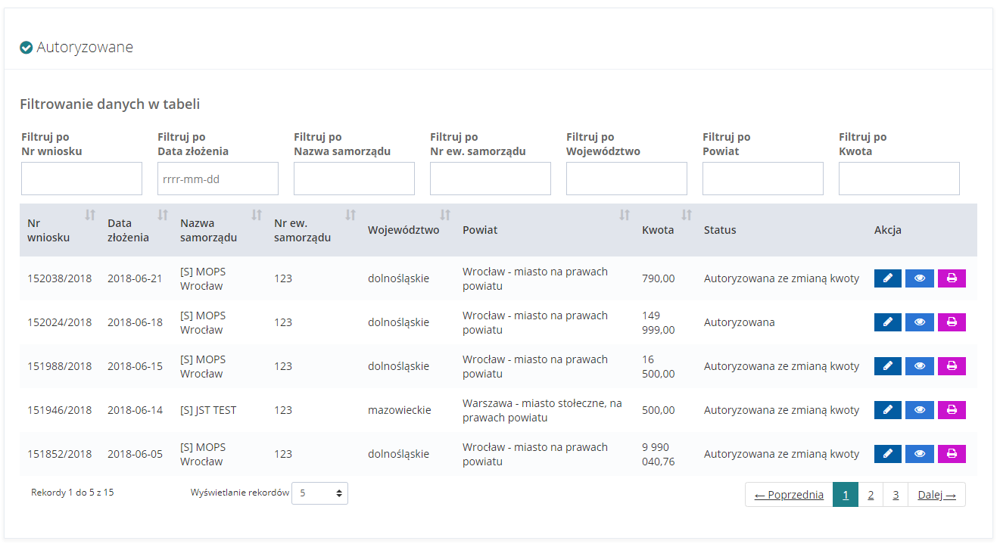 Autoryzowane
Filtrowanie danych w tabeli
Filtruj po
Nr wniosku
Filtruj po
Data złożenia
Filtruj po
Nazwa samorządu
Filtruj po
Nr ew. samorządu
Filtruj po
Województwo
Filtruj po
Powiat
Filtruj po
Kwota
rrrr-mm-dd
Nr
wniosku
Data
złożenia
Nazwa
samorządu
Nr ew.
samorządu
Województwo
Powiat
Kwota
Status
Akcja
152038/2018
2018-06-21
[S] MOPS
Wrocław
123
dolnośląskie
Wrocław - miasto na prawach
powiatu
790,00
Autoryzowana ze zmianą kwoty
152024/2018
2018-06-18
[S] MOPS
Wrocław
123
dolnośląskie
Wrocław - miasto na prawach
powiatu
149
999,00
Autoryzowana
151988/2018
2018-06-15
[S] MOPS
Wrocław
123
dolnośląskie
Wrocław - miasto na prawach
powiatu
16
500,00
Autoryzowana ze zmianą kwoty
151946/2018
2018-06-14
[S] JST TEST
123
mazowieckie
Warszawa - miasto stołeczne, na
prawach powiatu
500,00
Autoryzowana ze zmianą kwoty
151852/2018
2018-06-05
[S] MOPS
Wrocław
123
dolnośląskie
Wrocław - miasto na prawach
powiatu
9 990
040,76
Autoryzowana ze zmianą kwoty
Rekordy 1 do 5 z 15
Wyświetlanie rekordów 5
← Poprzednia 1 2 3 Dalej →